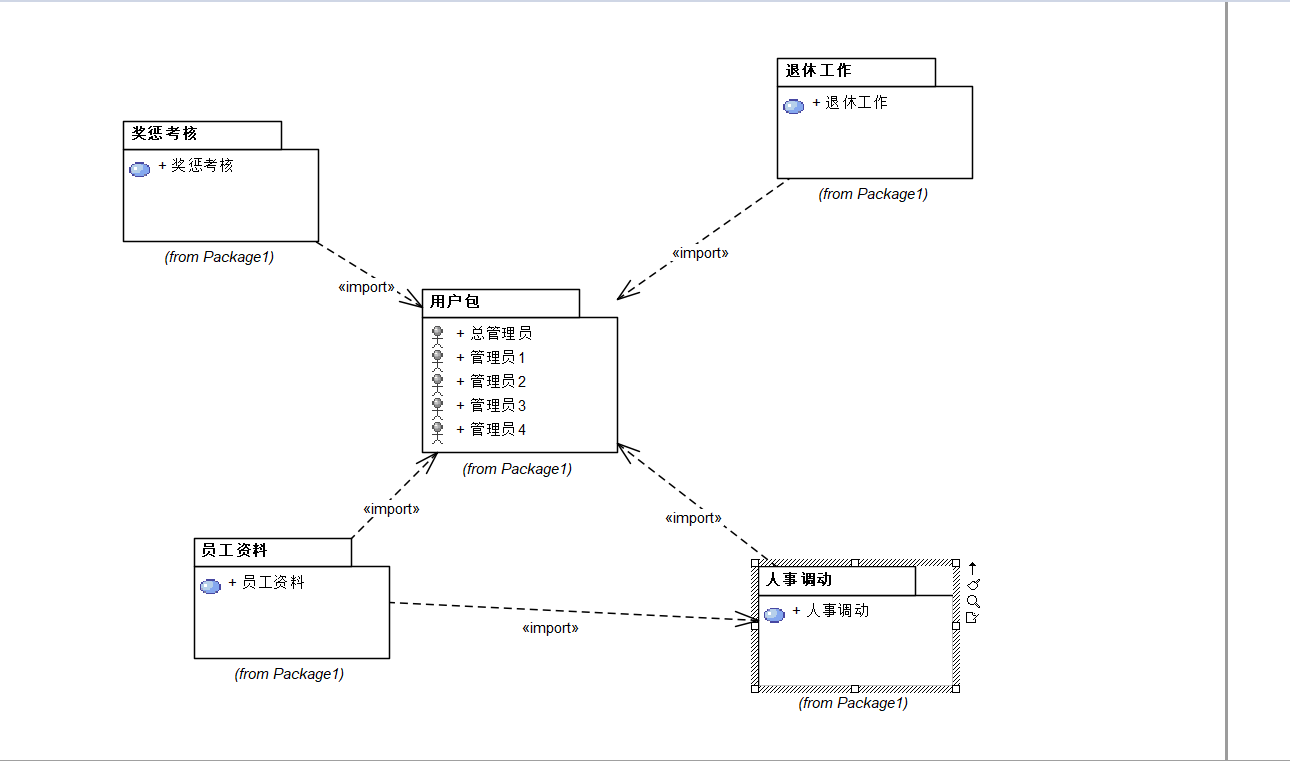 退休工作
+ 退休工作
(from Package1)
奖惩考核
+ 奖惩考核
(from Package1)
«import»
«import»
用户包
+ 总管理员
+ 管理员1
+ 管理员2
+ 管理员3
+ 管理员4
(from Package1)
«import»
«import»
员工资料
+ 员工资料
(from Package1)
«import»
人事调动
+ 人事调动
(from Package1)